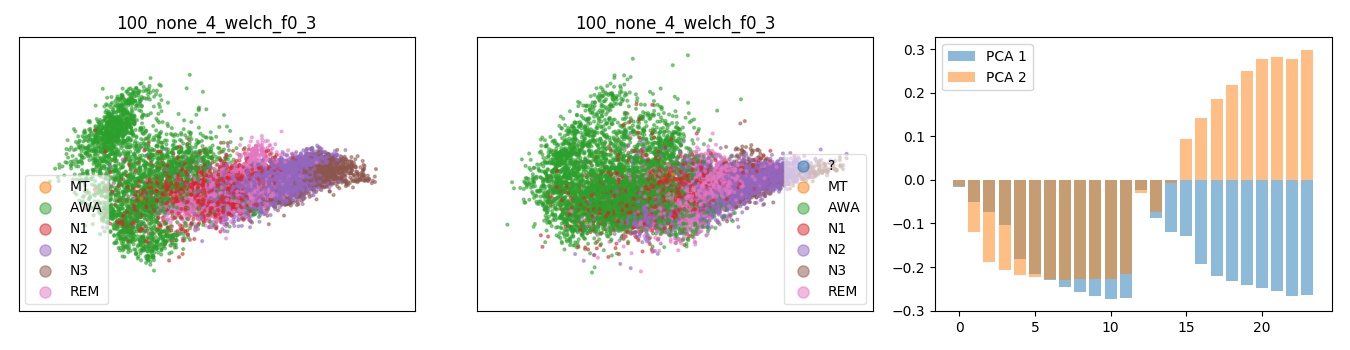 100_none_4_welch_f0_3
MT
AWA
N1
N2
N3
REM
100_none_4_welch_f0_3
?
MT
AWA
N1
N2
N3
REM
PCA 1
PCA 2
0.3
0.2
0.1
0.0
−0.1
−0.2
−0.3
0
5
10
15
20